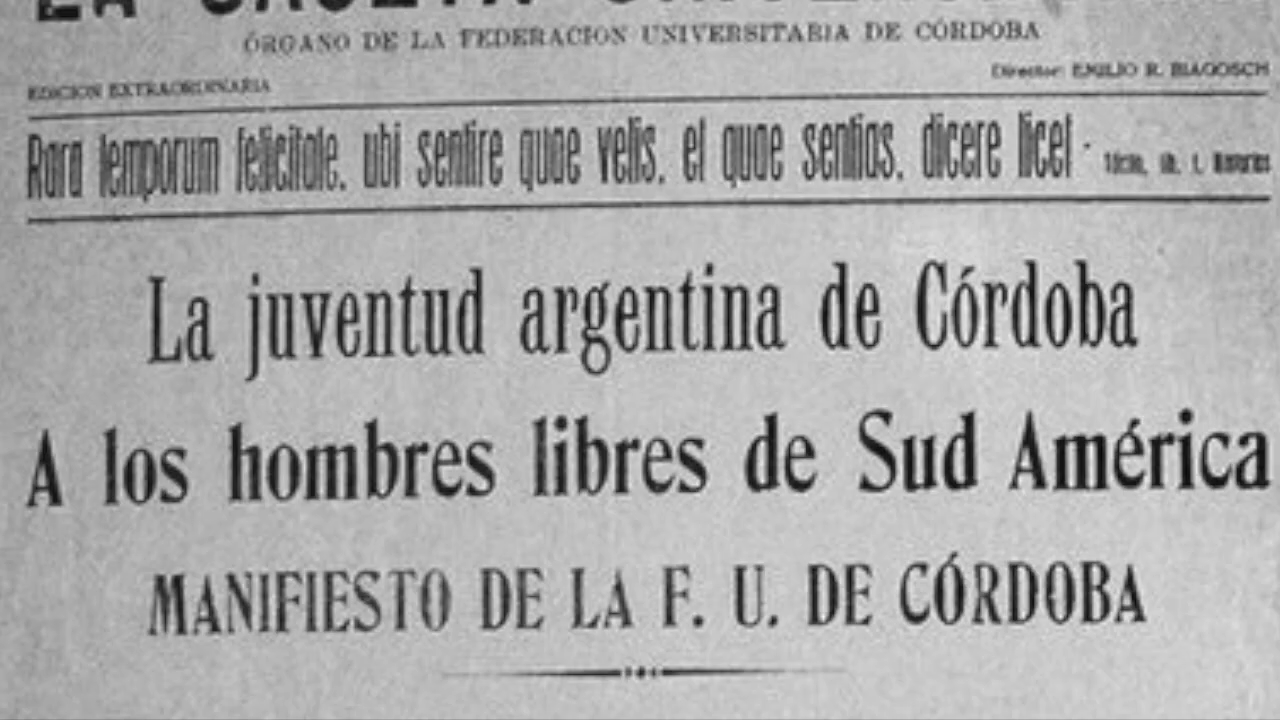 LA GACETA
ÓRGANO DE LA FEDERACION UNIVERSITARIA DE CÓRDOBA
Director: EMILIO R. BIAGOSCH
EDICION EXTRAORDINARIA
Rara temporum felicitate, ubi sentire quae velis, et quae sentias, dicere licet -
La juventud argentina de Córdoba
A los hombres libres de Sud América
MANIFIESTO DE LA F. U. DE CÓRDOBA